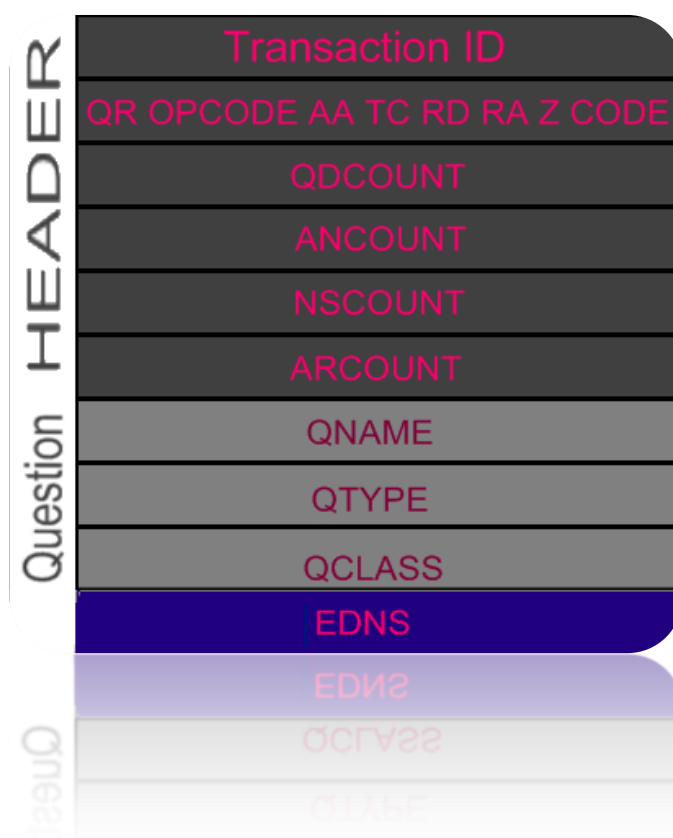 HEADER
Transaction ID
QR OPCODE AA TC RD RA Z CODE
QDCOUNT
ANCOUNT
NSCOUNT
ARCOUNT
Question
QNAME
QTYPE
QCLASS
EDNS